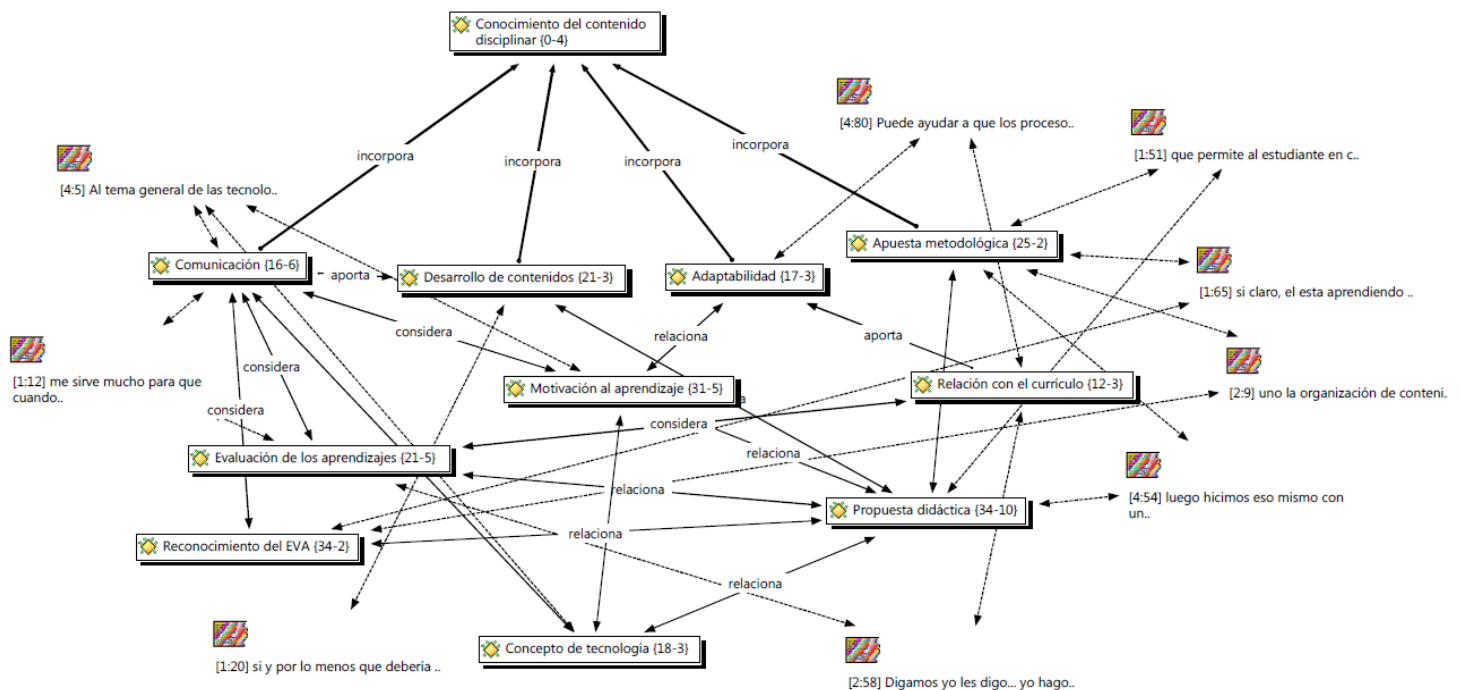 Conocimiento del contenido
disciplinar {0-4}
[4:80] Puede ayudar a que los proceso..
[1:51] que permite al estudiante en c..
incorpora
incorpora
incorpora
incorpora
[4:5] Al tema general de las tecnolo..
Apuesta metodológica {25-2}
Comunicación {16-6}
aporta
Desarrollo de contenidos {21-3}
Adaptabilidad {17-3}
[1:65] si claro, el esta aprendiendo ..
considera
relaciona
aporta
[1:12] me sirve mucho para que
cuando..
considera
Motivación al aprendizaje {31-5}
Relación con el currículo {12-3}
[2:9] uno la organización de conteni.
considera
considera
Evaluación de los aprendizajes {21-5}
relaciona
relaciona
[4:54] luego hicimos eso mismo con
un..
Propuesta didáctica {34-10}
relaciona
Reconocimiento del EVA {34-2}
relaciona
Concepto de tecnología {18-3}
[1:20] si y por lo menos que debería ..
[2:58] Digamos yo les digo... yo hago..